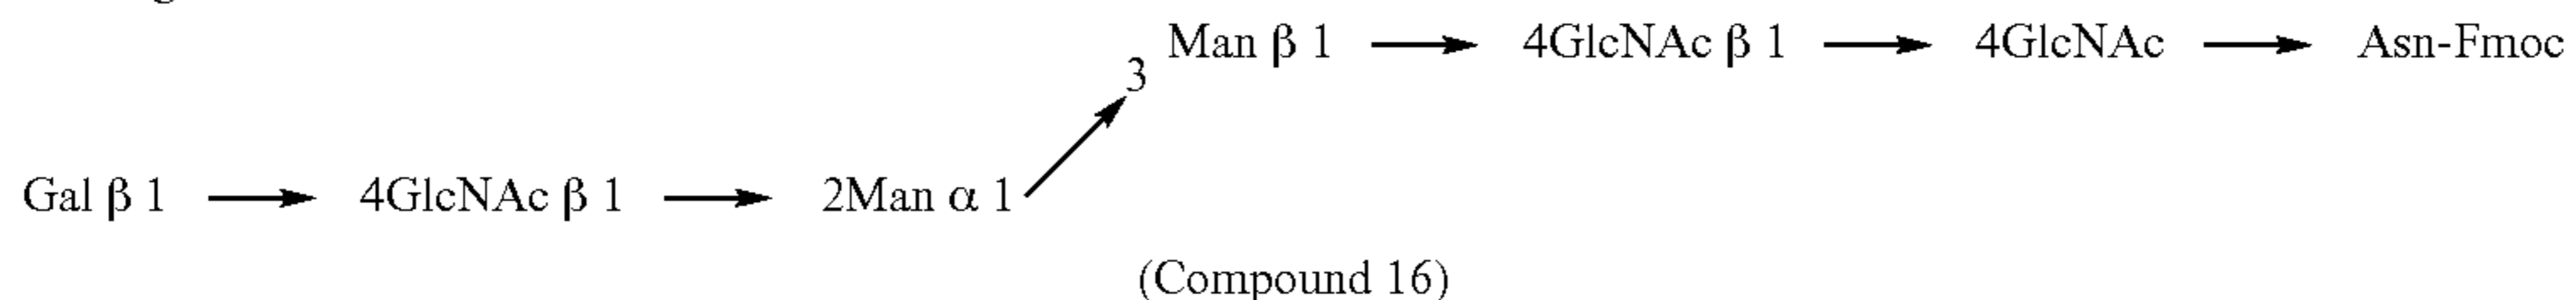 3 Man β 1 ⟶ 4GlcNAc β 1 ⟶ 4GlcNAc ⟶ Asn-Fmoc
Gal β 1 ⟶ 4GlcNAc β 1 ⟶ 2Man α 1
(Compound 16)